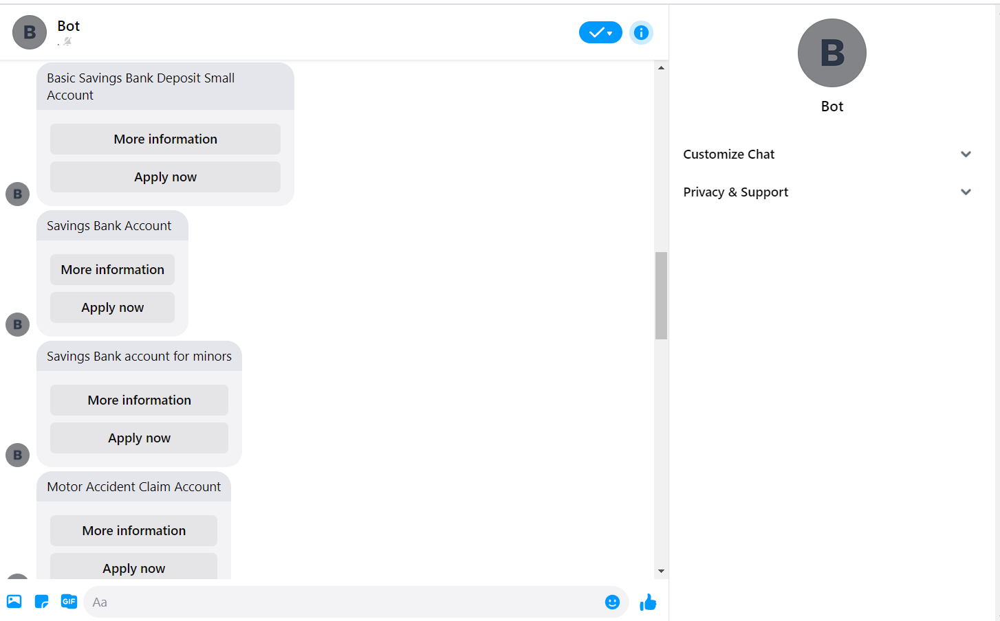 B
Bot
.
Basic Savings Bank Deposit Small
Account
More information
Apply now
B
Savings Bank Account
More information
Apply now
B
Savings Bank account for minors
More information
Apply now
B
Motor Accident Claim Account
More information
Apply now
GIF
Aa
B
Bot
Customize Chat
Privacy & Support